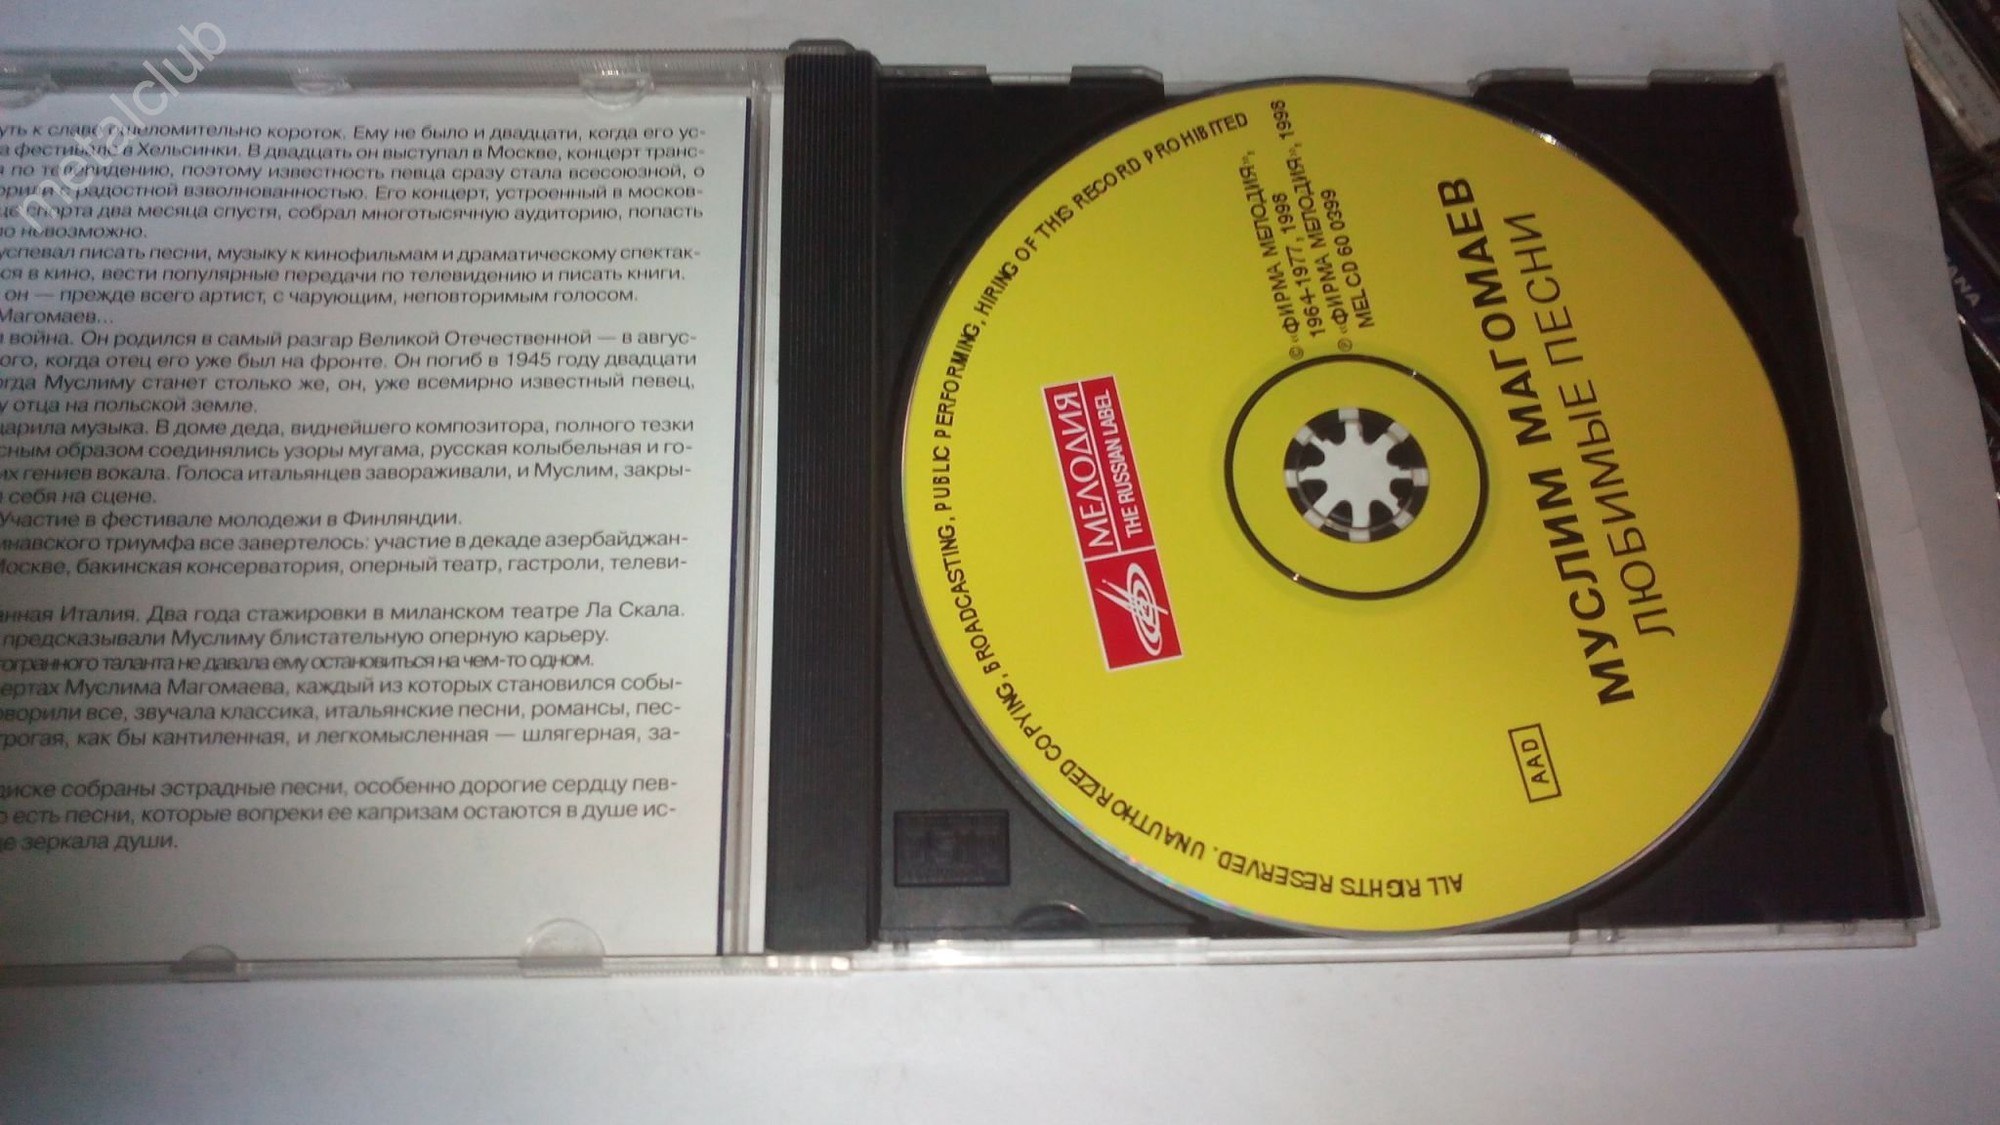 metalclub
уть к славе ошеломительно короток. Ему не было и двадцати, когда его ус-
а фестивале в Хельсинки. В двадцать он выступал в Москве, концерт транс-
я по телевидению, поэтому известность певца сразу стала всесоюзной, о
с радостной взволнованностью. Его концерт, устроенный в москов-
це спорта два месяца спустя, собрал многотысячную аудиторию, попасть
ло невозможно.
успевал писать песни, музыку к кинофильмам и драматическому спектак-
ся в кино, вести популярные передачи по телевидению и писать книги.
он — прежде всего артист, с чарующим, неповторимым голосом.
Магомаев...
война. Он родился в самый разгар Великой Отечественной — в авгус-
ого, когда отец его уже был на фронте. Он погиб в 1945 году двадцати
огда Муслиму станет столько же, он, уже всемирно известный певец,
у отца на польской земле.
дарила музыка. В доме деда, виднейшего композитора, полного тезки
сным образом соединялись узоры мугама, русская колыбельная и го-
их гениев вокала. Голоса итальянцев завораживали, и Муслим, закры-
себя на сцене.
Участие в фестивале молодежи в Финляндии.
инавского триумфа все завертелось: участие в декаде азербайджан-
Москве, бакинская консерватория, оперный театр, гастроли, телеви-
нная Италия. Два года стажировки в миланском театре Ла Скала.
предсказывали Муслиму блистательную оперную карьеру.
огранного таланта не давала ему остановиться на чем-то одном.
ертах Муслима Магомаева, каждый из которых становился собы-
оворили все, звучала классика, итальянские песни, романсы, пес-
трогая, как бы кантиленная, и легкомысленная — шлягерная, за-
диске собраны эстрадные песни, особенно дорогие сердцу пев-
о есть песни, которые вопреки ее капризам остаются в душе ис-
це зеркала души.
ALL RIGHTS RESERVED. UNAUTHORIZED COPYING, BROADCASTING, PUBLIC PERFORMING, HIRING OF THIS RECORD PROHIBITED
МЕЛОДИЯ
THE RUSSIAN LABEL
© «ФИРМА МЕЛОДИЯ»,
1964-1977, 1998
℗ «ФИРМА МЕЛОДИЯ», 1998
MEL CD 60 0399
МУСЛИМ МАГОМАЕВ
ЛЮБИМЫЕ ПЕСНИ
AAD